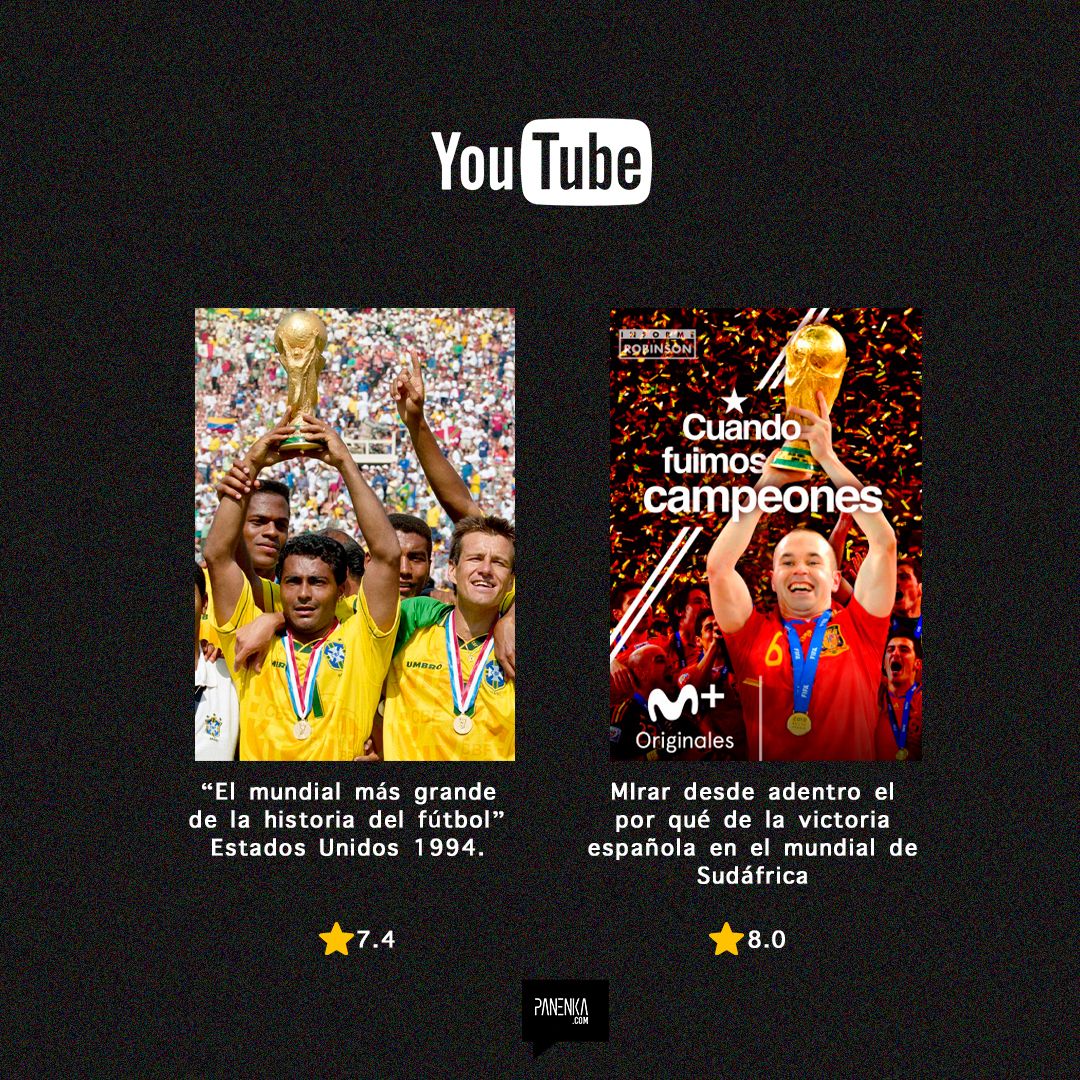 YouTube
UMBRO
INFORME
ROBINSON
Cuando
fuimos
campeones
6
M+
Originales
“El mundial más grande
de la historia del fútbol”
Estados Unidos 1994.
7.4
MIrar desde adentro el
por qué de la victoria
española en el mundial de
Sudáfrica
8.0
PANENKA
.COM